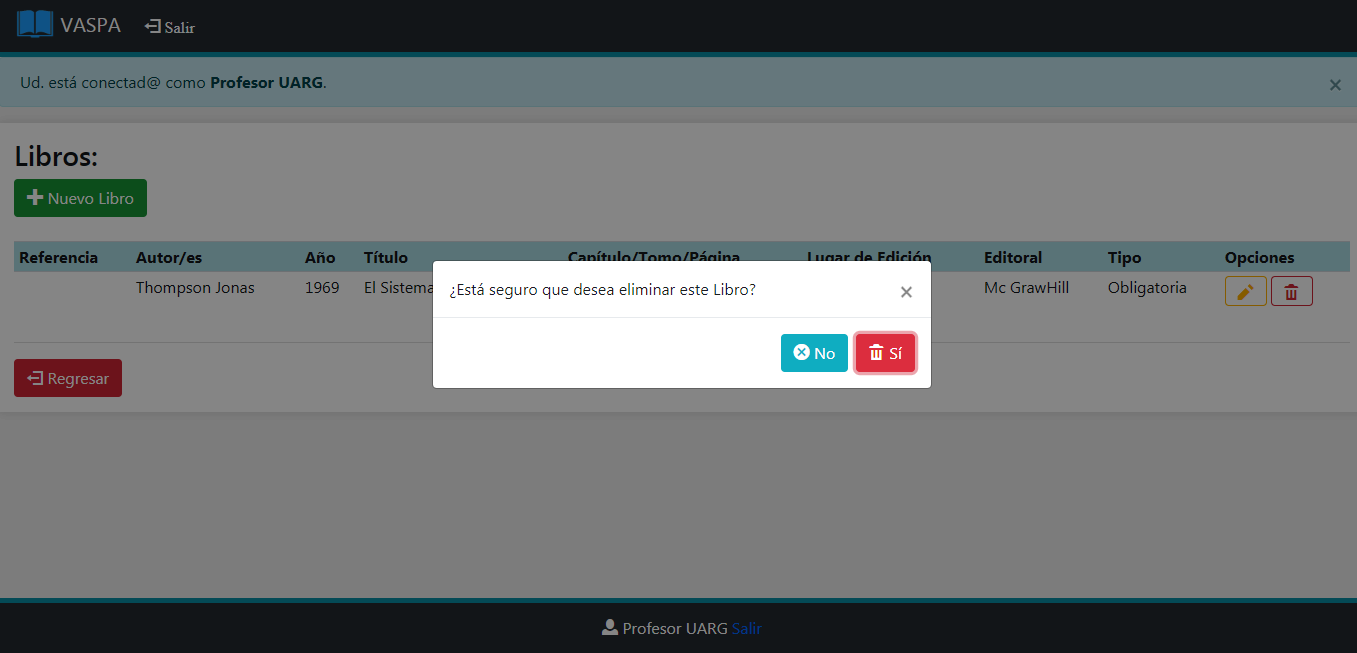 VASPA Salir
Ud. está conectad@ como Profesor UARG.
Libros:
Nuevo Libro
Referencia Autor/es Año Título Capítulo/Tomo/Página Lugar de Edición Editoral Tipo Opciones
Thompson Jonas 1969 El Sistema Mc GrawHill Obligatoria
¿Está seguro que desea eliminar este Libro?
No Sí
Regresar
Profesor UARG Salir